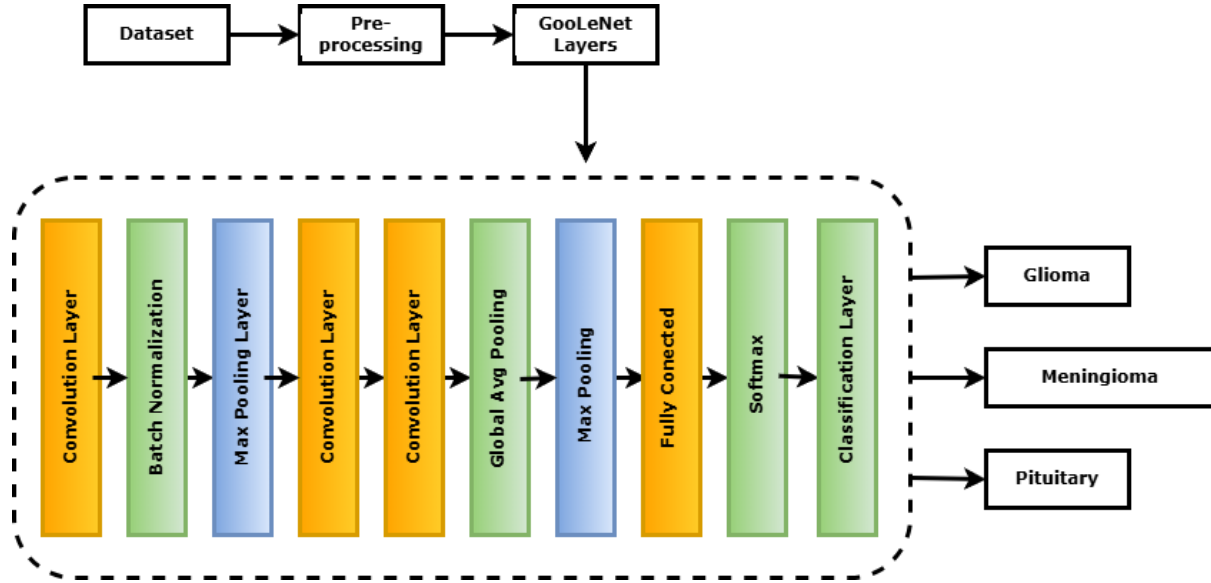 Dataset
Pre-
processing
GooLeNet
Layers
Convolution Layer
Batch Normalization
Max Pooling Layer
Convolution Layer
Convolution Layer
Global Avg Pooling
Max Pooling
Fully Conected
Softmax
Classification Layer
Glioma
Meningioma
Pituitary